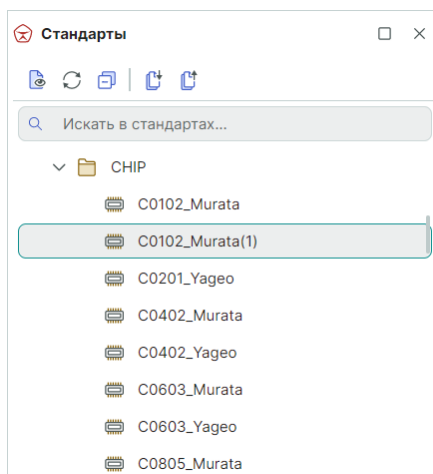 Стандарты
Искать в стандартах...
CHIP
C0102_Murata
C0102_Murata(1)
C0201_Yageo
C0402_Murata
C0402_Yageo
C0603_Murata
C0603_Yageo
C0805_Murata